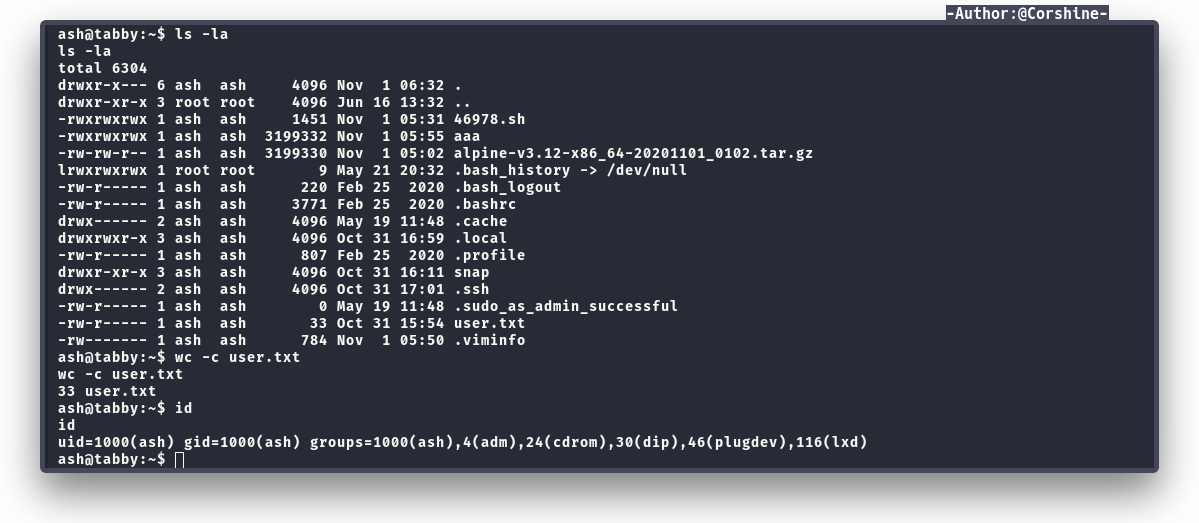 -Author:@Corshine-
ash@tabby:~$ ls -la
ls -la
total 6304
drwxr-x--- 6 ash  ash     4096 Nov  1 06:32 .
drwxr-xr-x 3 root root    4096 Jun 16 13:32 ..
-rwxrwxrwx 1 ash  ash     1451 Nov  1 05:31 46978.sh
-rwxrwxrwx 1 ash  ash  3199332 Nov  1 05:55 aaa
-rw-rw-r-- 1 ash  ash  3199330 Nov  1 05:02 alpine-v3.12-x86_64-20201101_0102.tar.gz
lrwxrwxrwx 1 root root       9 May 21 20:32 .bash_history -> /dev/null
-rw-r----- 1 ash  ash      220 Feb 25  2020 .bash_logout
-rw-r----- 1 ash  ash     3771 Feb 25  2020 .bashrc
drwx------ 2 ash  ash     4096 May 19 11:48 .cache
drwxrwxr-x 3 ash  ash     4096 Oct 31 16:59 .local
-rw-r----- 1 ash  ash      807 Feb 25  2020 .profile
drwxr-xr-x 3 ash  ash     4096 Oct 31 16:11 snap
drwx------ 2 ash  ash     4096 Oct 31 17:01 .ssh
-rw-r----- 1 ash  ash        0 May 19 11:48 .sudo_as_admin_successful
-rw-r----- 1 ash  ash       33 Oct 31 15:54 user.txt
-rw------- 1 ash  ash      784 Nov  1 05:50 .viminfo
ash@tabby:~$ wc -c user.txt
wc -c user.txt
33 user.txt
ash@tabby:~$ id
id
uid=1000(ash) gid=1000(ash) groups=1000(ash),4(adm),24(cdrom),30(dip),46(plugdev),116(lxd)
ash@tabby:~$